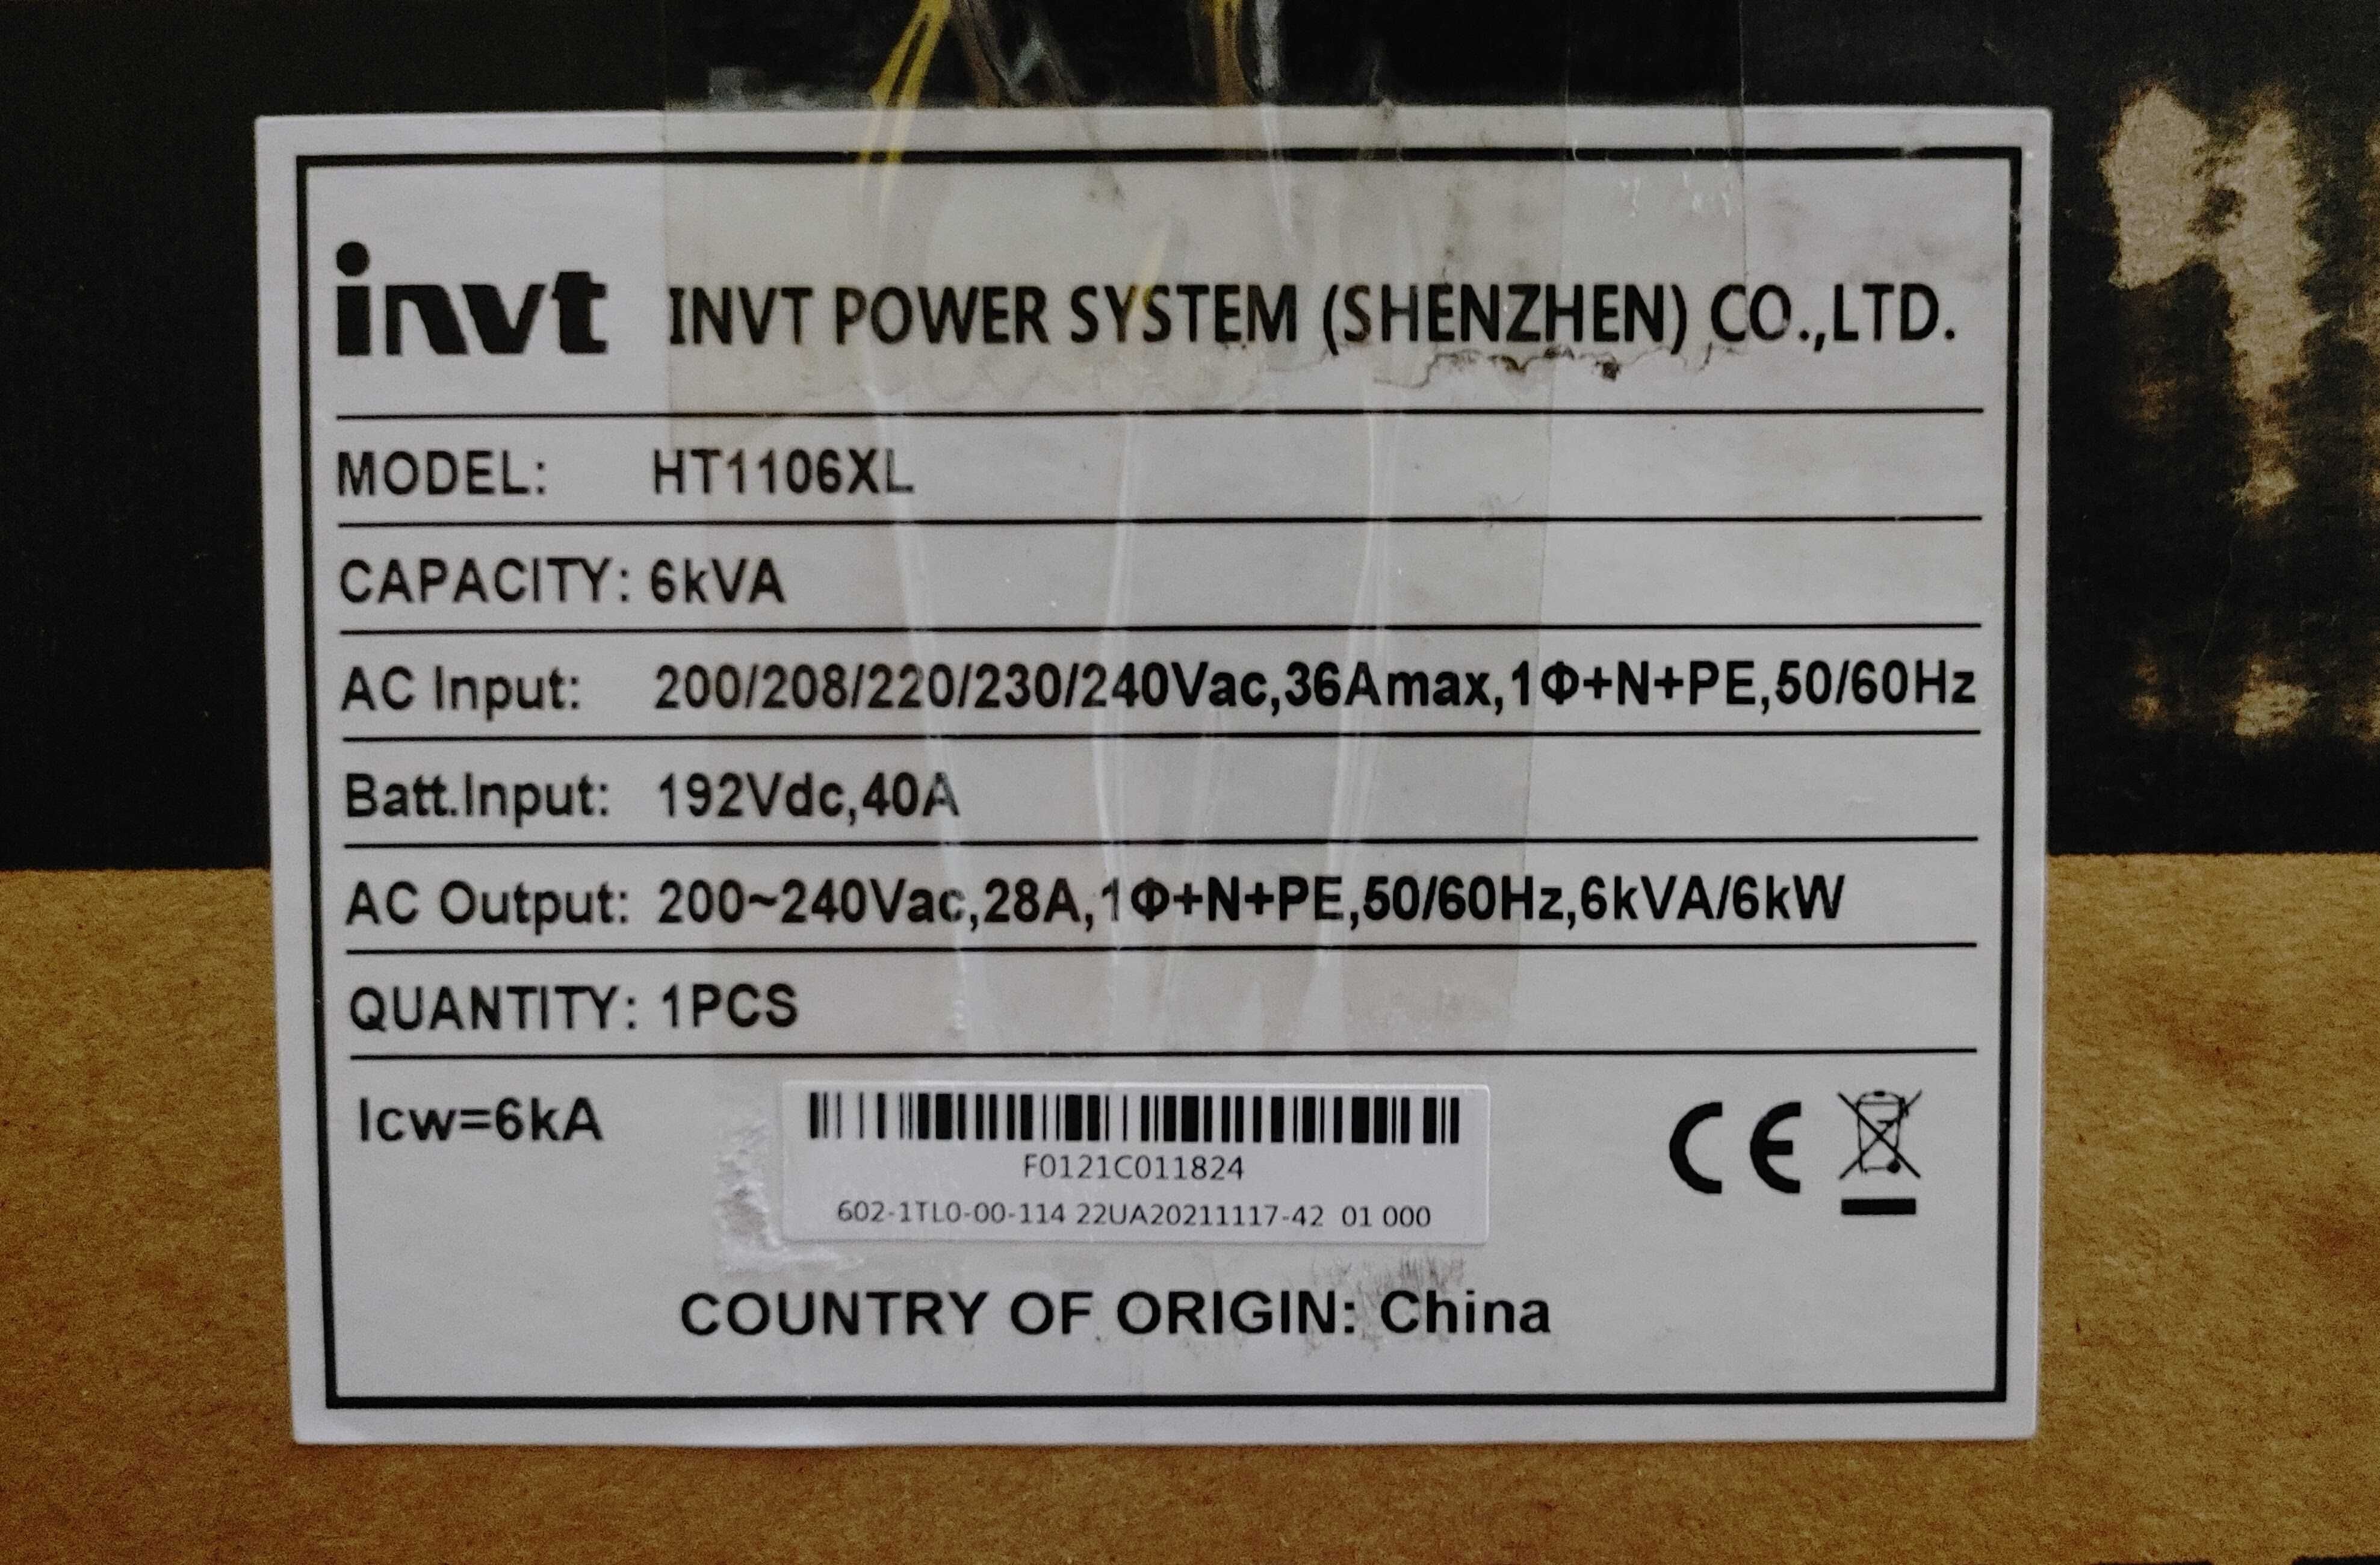 invt INVT POWER SYSTEM (SHENZHEN) CO.,LTD.
MODEL: HT1106XL
CAPACITY: 6kVA
AC Input: 200/208/220/230/240Vac,36Amax,1Φ+N+PE,50/60Hz
Batt.Input: 192Vdc,40A
AC Output: 200~240Vac,28A,1Φ+N+PE,50/60Hz,6kVA/6kW
QUANTITY: 1PCS
Icw=6kA
F0121C011824
602-1TL0-00-114 22UA20211117-42 01 000
CE
COUNTRY OF ORIGIN: China